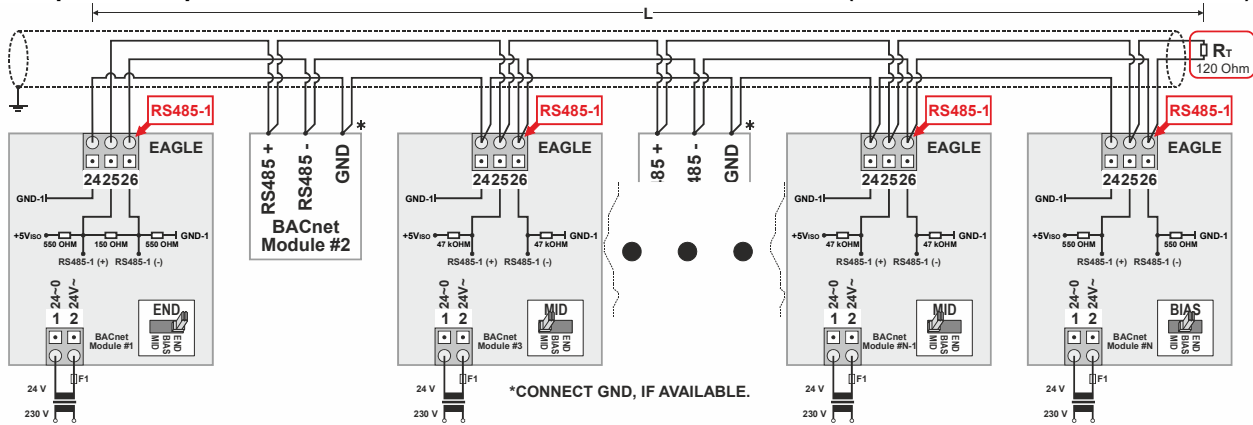 L
RT
120 Ohm
RS485-1
EAGLE
24 25 26
GND-1
+5VISO
550 OHM
150 OHM
550 OHM
GND-1
RS485-1 (+)
RS485-1 (-)
24~0
24V~
1 2
END
END
BIAS
MID
BACnet
Module #1
F1
24 V
230 V
*
RS485 +
RS485 -
GND
BACnet
Module #2
RS485-1
EAGLE
24 25 26
GND-1
+5VISO
47 kOHM
47 kOHM
GND-1
RS485-1 (+)
RS485-1 (-)
24~0
24V~
1 2
MID
END
BIAS
MID
BACnet
Module #3
F1
24 V
230 V
*
485 +
485 -
GND
*CONNECT GND, IF AVAILABLE.
RS485-1
EAGLE
24 25 26
GND-1
+5VISO
47 kOHM
47 kOHM
GND-1
RS485-1 (+)
RS485-1 (-)
24~0
24V~
1 2
MID
END
BIAS
MID
BACnet
Module #N-1
F1
24 V
230 V
RS485-1
EAGLE
24 25 26
GND-1
+5VISO
550 OHM
550 OHM
GND-1
RS485-1 (+)
RS485-1 (-)
24~0
24V~
1 2
BIAS
END
BIAS
MID
BACnet
Module #N
F1
24 V
230 V